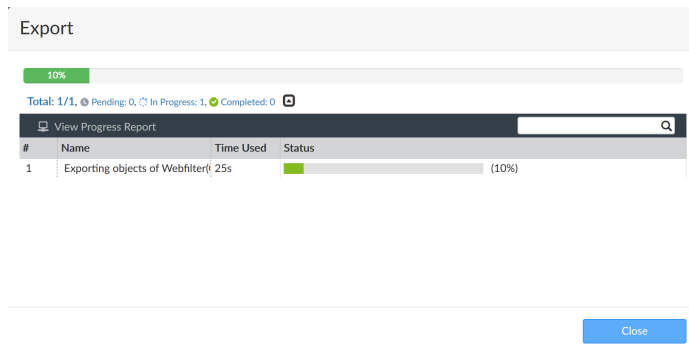 Export
10%
Total: 1/1, Pending: 0, In Progress: 1, Completed: 0
View Progress Report
# Name Time Used Status
1 Exporting objects of Webfilter( 25s (10%)
Close